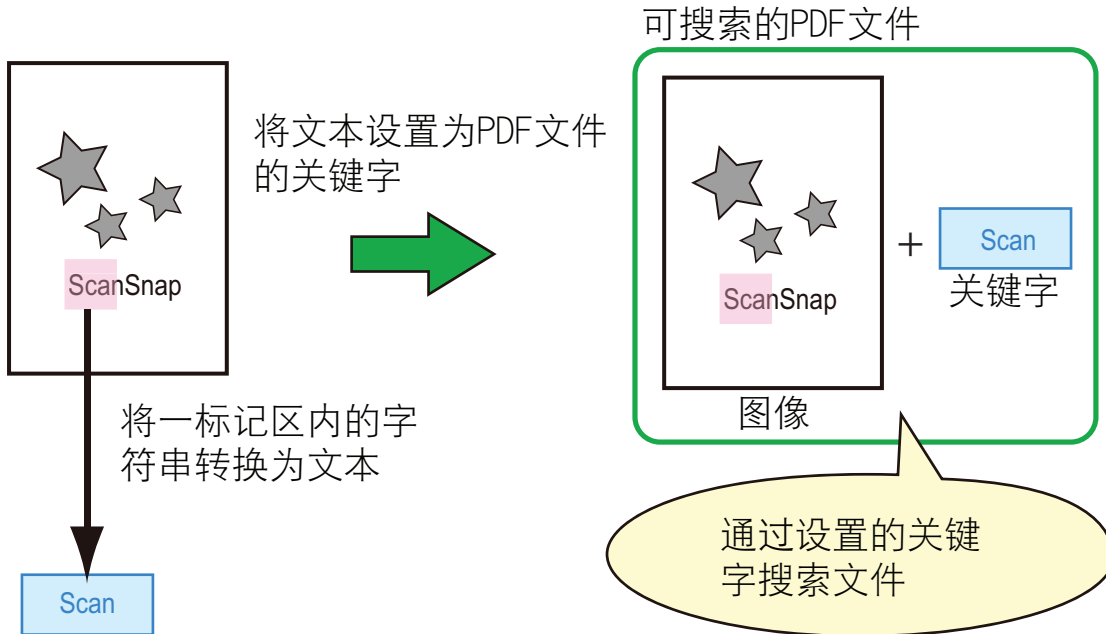 可搜索的PDF文件
将文本设置为PDF文件
的关键字
ScanSnap
将一标记区内的字
符串转换为文本
Scan
ScanSnap
图像
+
Scan
关键字
通过设置的关键
字搜索文件